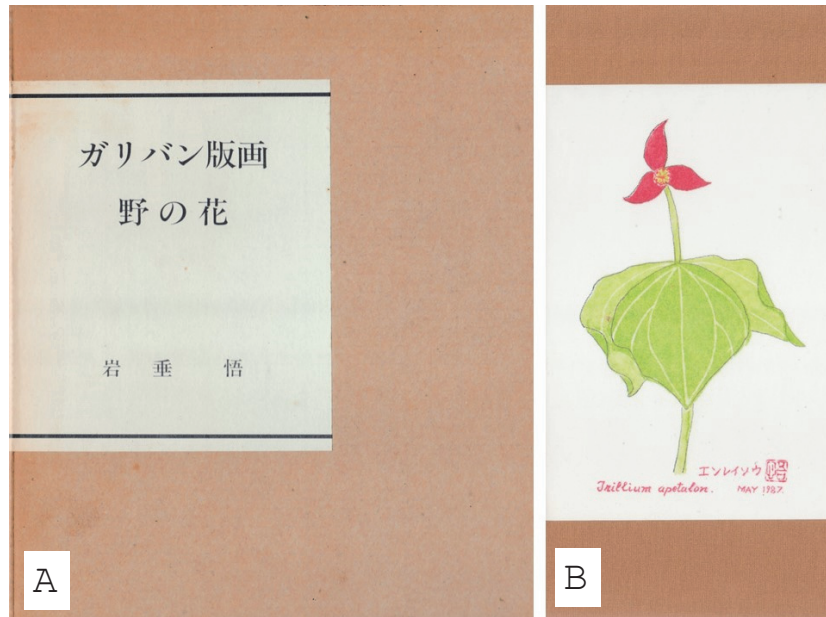 ガリバン版画
野の花
岩垂 悟
A
エンレイソウ
Trillium apetalon. MAY 1987.
B